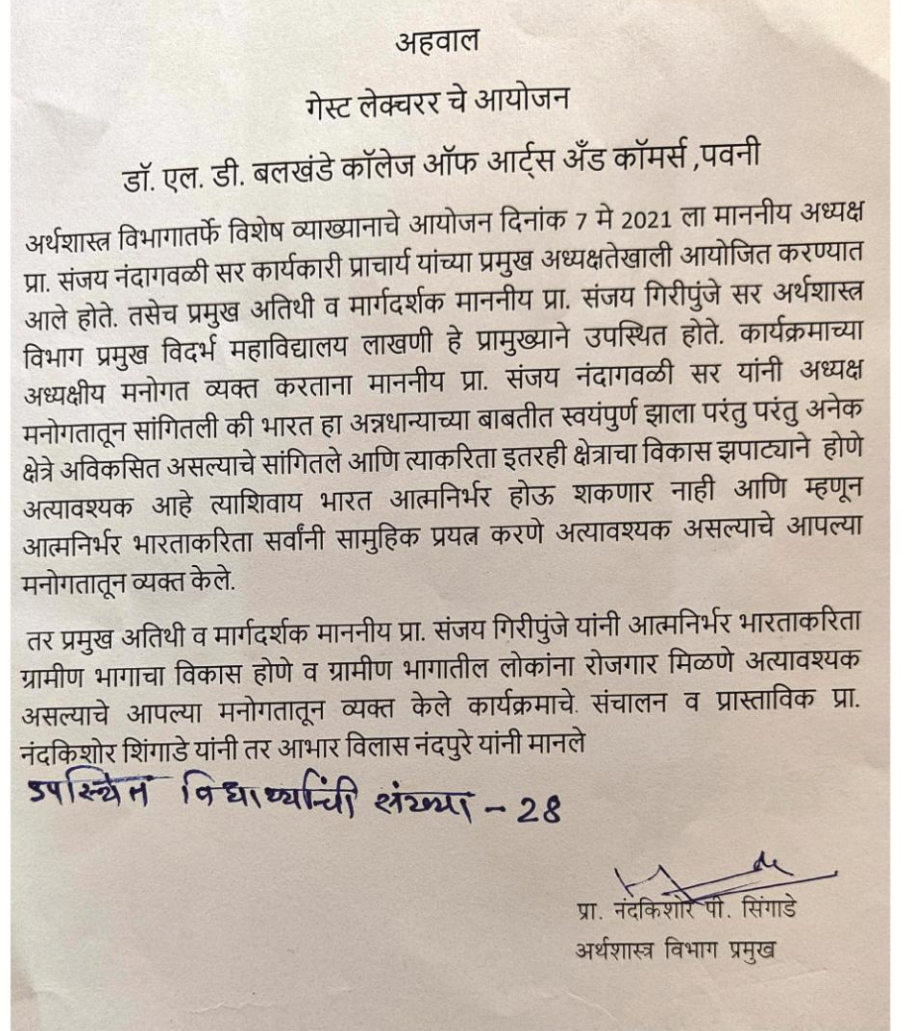 अहवाल
गेस्ट लेक्चरर चे आयोजन
डॉ. एल. डी. बलखंडे कॉलेज ऑफ आर्ट्स अँड कॉमर्स ,पवनी
अर्थशास्त्र विभागातर्फे विशेष व्याख्यानाचे आयोजन दिनांक 7 मे 2021 ला माननीय अध्यक्ष
प्रा. संजय नंदागवळी सर कार्यकारी प्राचार्य यांच्या प्रमुख अध्यक्षतेखाली आयोजित करण्यात
आले होते. तसेच प्रमुख अतिथी व मार्गदर्शक माननीय प्रा. संजय गिरीपुंजे सर अर्थशास्त्र
विभाग प्रमुख विदर्भ महाविद्यालय लाखणी हे प्रामुख्याने उपस्थित होते. कार्यक्रमाच्या
अध्यक्षीय मनोगत व्यक्त करताना माननीय प्रा. संजय नंदागवळी सर यांनी अध्यक्ष
मनोगतातून सांगितली की भारत हा अन्नधान्याच्या बाबतीत स्वयंपुर्ण झाला परंतु परंतु अनेक
क्षेत्रे अविकसित असल्याचे सांगितले आणि त्याकरिता इतरही क्षेत्राचा विकास झपाट्याने होणे
अत्यावश्यक आहे त्याशिवाय भारत आत्मनिर्भर होऊ शकणार नाही आणि म्हणून
आत्मनिर्भर भारताकरिता सर्वांनी सामुहिक प्रयत्न करणे अत्यावश्यक असल्याचे आपल्या
मनोगतातून व्यक्त केले.
तर प्रमुख अतिथी व मार्गदर्शक माननीय प्रा. संजय गिरीपुंजे यांनी आत्मनिर्भर भारताकरिता
ग्रामीण भागाचा विकास होणे व ग्रामीण भागातील लोकांना रोजगार मिळणे अत्यावश्यक
असल्याचे आपल्या मनोगतातून व्यक्त केले कार्यक्रमाचे संचालन व प्रास्ताविक प्रा.
नंदकिशोर शिंगाडे यांनी तर आभार विलास नंदपुरे यांनी मानले
उपस्थित विद्यार्थ्यांची संख्या - 28
प्रा. नंदकिशोर पी. सिंगाडे
अर्थशास्त्र विभाग प्रमुख